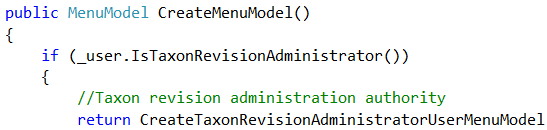 public MenuModel CreateMenuModel()
{
    if (_user.IsTaxonRevisionAdministrator())
    {
        //Taxon revision administration authority
        return CreateTaxonRevisionAdministratorUserMenuModel